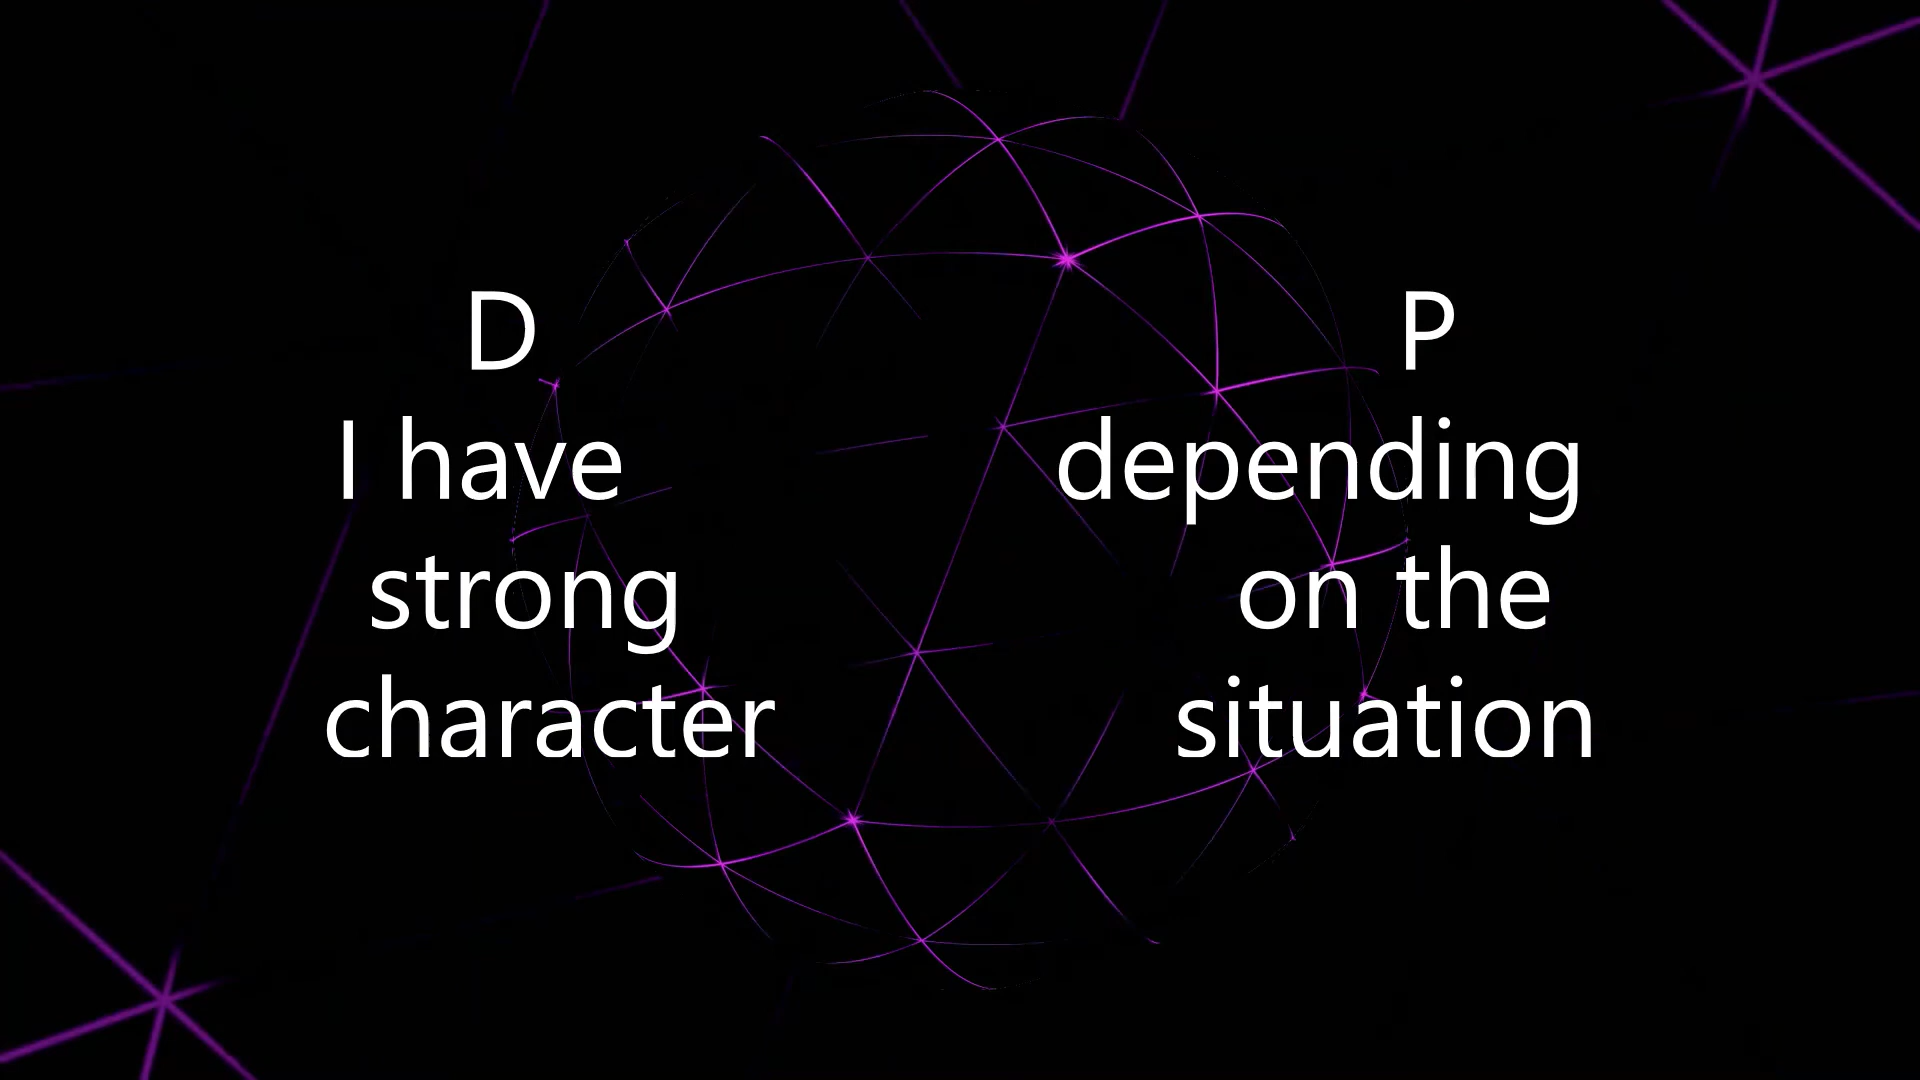 D
I have
strong
character
P
depending
on the
situation